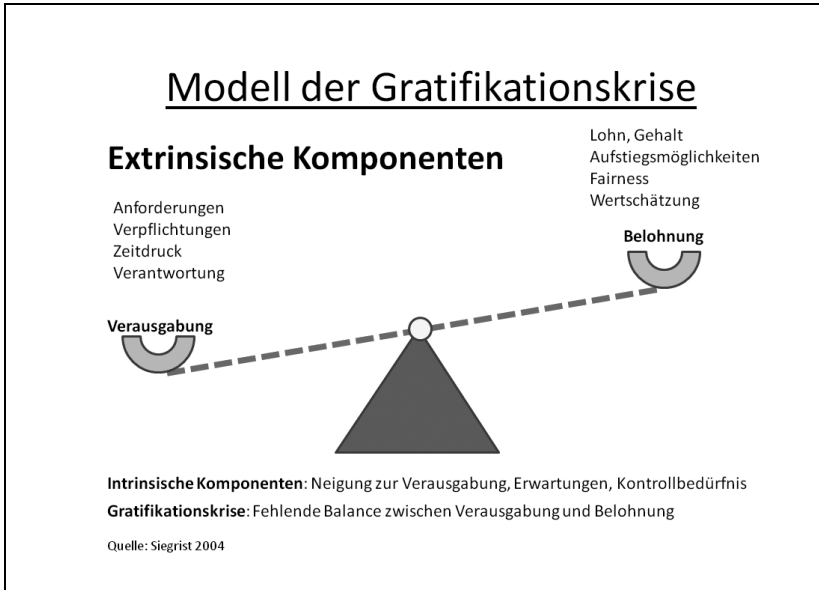 Modell der Gratifikationskrise
Extrinsische Komponenten
Lohn, Gehalt
Aufstiegsmöglichkeiten
Fairness
Wertschätzung
Anforderungen
Verpflichtungen
Zeitdruck
Verantwortung
Belohnung
Verausgabung
Intrinsische Komponenten: Neigung zur Verausgabung, Erwartungen, Kontrollbedürfnis
Gratifikationskrise: Fehlende Balance zwischen Verausgabung und Belohnung
Quelle: Siegrist 2004